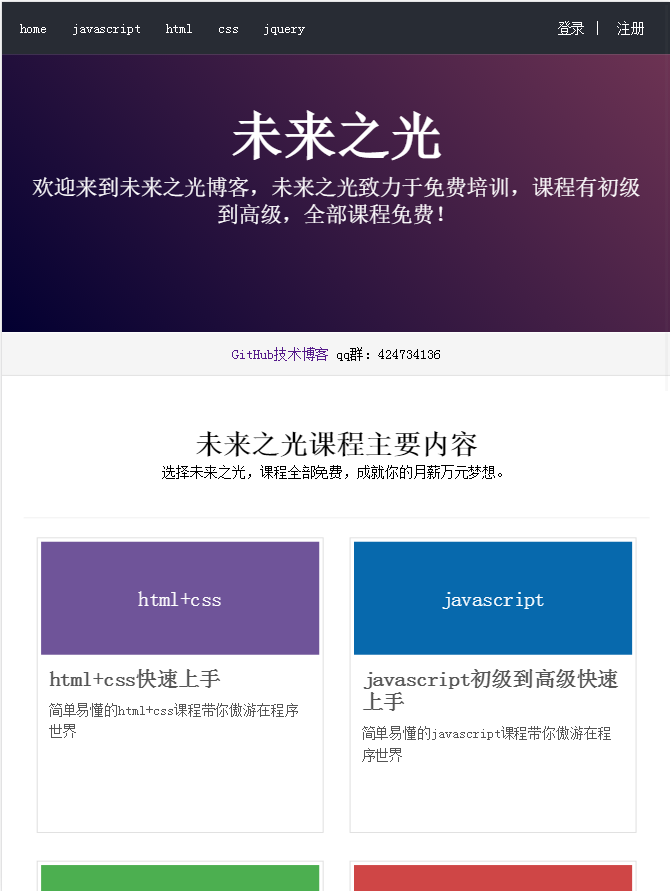 home javascript html css jquery 登录 | 注册
未来之光
欢迎来到未来之光博客，未来之光致力于免费培训，课程有初级
到高级，全部课程免费！
GitHub技术博客 qq群：424734136
未来之光课程主要内容
选择未来之光，课程全部免费，成就你的月薪万元梦想。
html+css
html+css快速上手
简单易懂的html+css课程带你傲游在程序
世界
javascript
javascript初级到高级快速
上手
简单易懂的javascript课程带你傲游在程
序世界